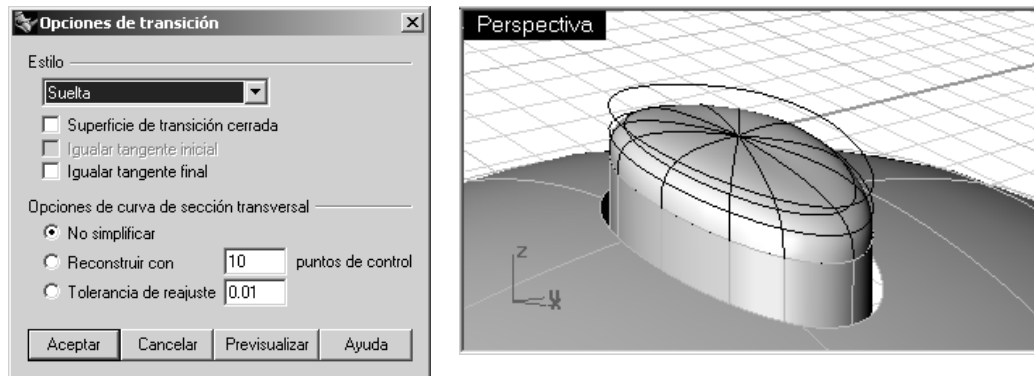 Opciones de transición
Estilo
Suelta
Superficie de transición cerrada
Igualar tangente inicial
Igualar tangente final
Opciones de curva de sección transversal
No simplificar
Reconstruir con 10 puntos de control
Tolerancia de reajuste 0.01
Aceptar Cancelar Previsualizar Ayuda
Perspectiva
z
y